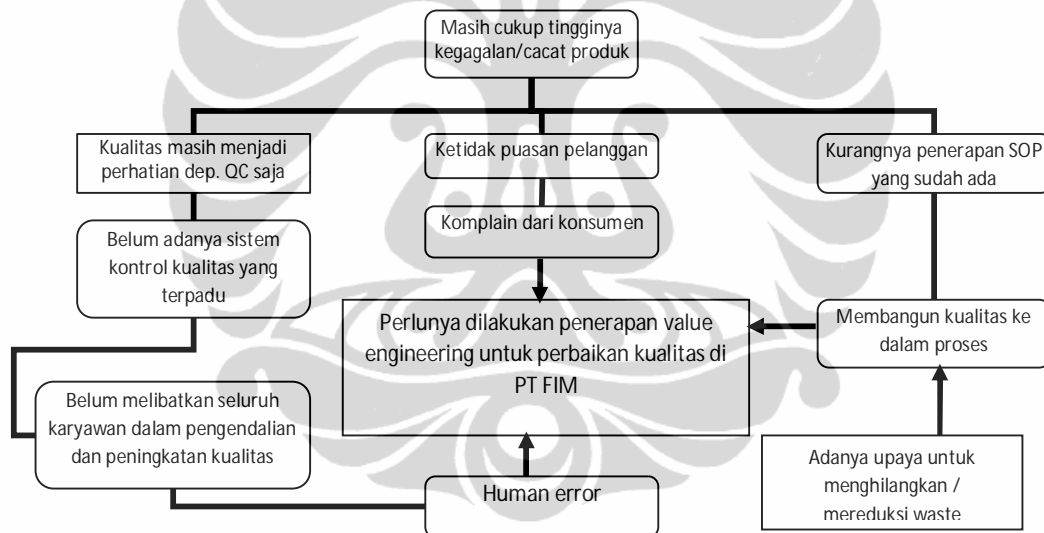 Masih cukup tingginya
kegagalan/cacat produk
Kualitas masih menjadi
perhatian dep. QC saja
Ketidak puasan pelanggan
Kurangnya penerapan SOP
yang sudah ada
Komplain dari konsumen
Belum adanya sistem
kontrol kualitas yang
terpadu
Perlunya dilakukan penerapan value
engineering untuk perbaikan kualitas di
PT FIM
Membangun kualitas ke
dalam proses
Belum melibatkan seluruh
karyawan dalam pengendalian
dan peningkatan kualitas
Human error
Adanya upaya untuk
menghilangkan /
mereduksi waste